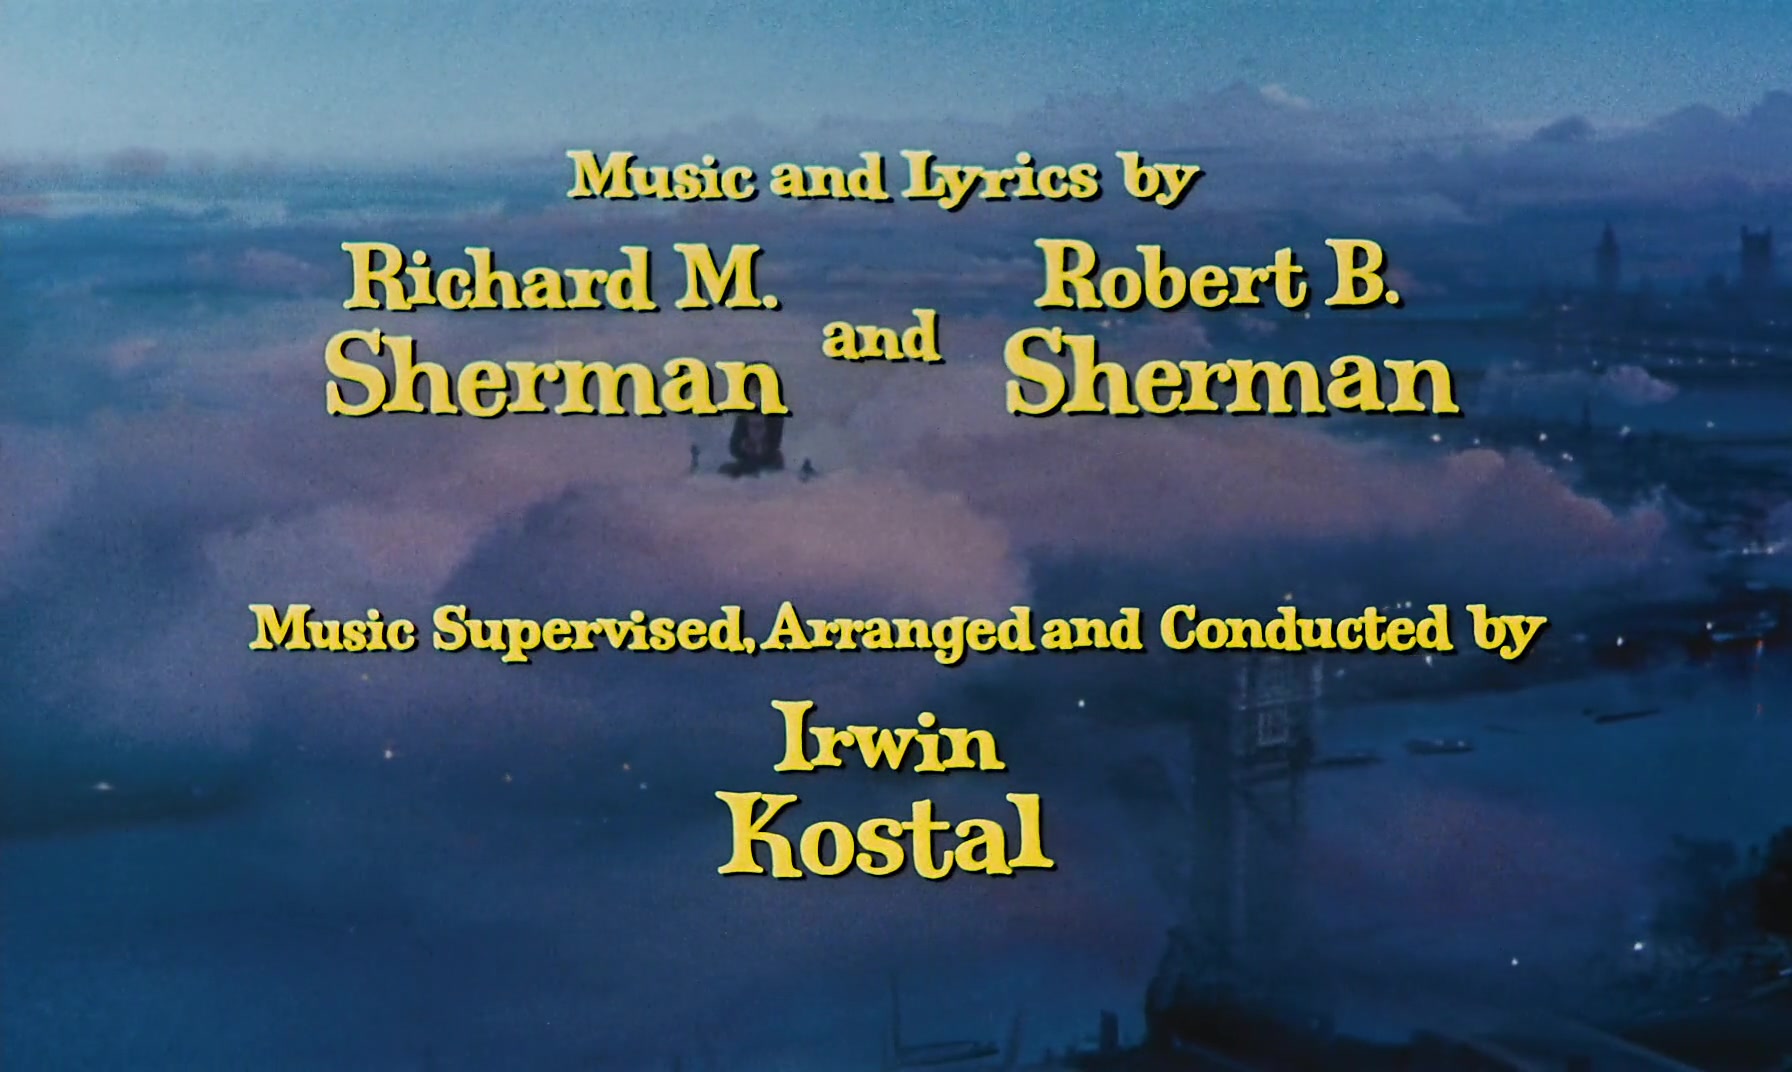 Music and Lyrics by
Richard M.
Sherman
and
Robert B.
Sherman
Music Supervised, Arranged and Conducted by
Irwin
Kostal